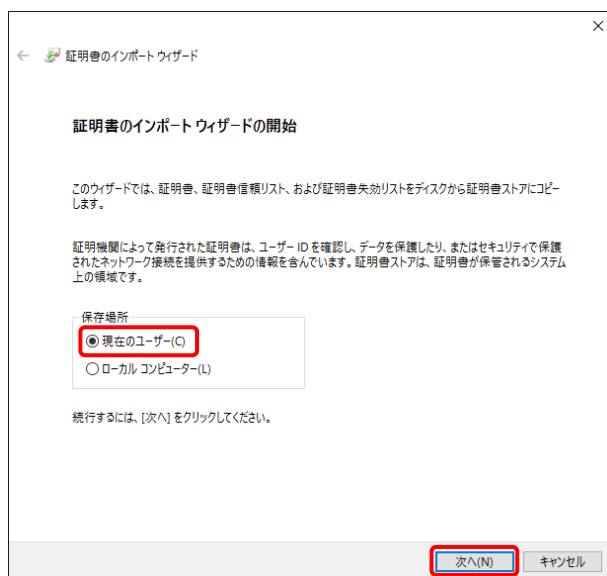 証明書のインポート ウィザード
証明書のインポート ウィザードの開始
このウィザードでは、証明書、証明書信頼リスト、および証明書失効リストをディスクから証明書ストアにコピー
します。
証明機関によって発行された証明書は、ユーザー ID を確認し、データを保護したり、またはセキュリティで保護
されたネットワーク接続を提供するための情報を含んでいます。証明書ストアは、証明書が保管されるシステム
上の領域です。
保存場所
現在のユーザー(C)
ローカル コンピューター(L)
続行するには、[次へ] をクリックしてください。
次へ(N)
キャンセル